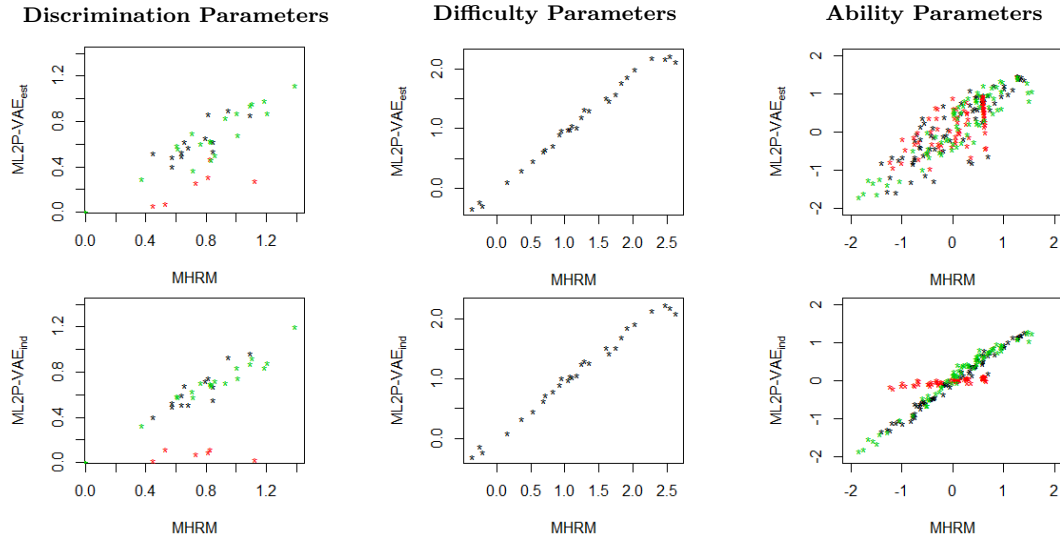 Discrimination Parameters
Difficulty Parameters
Ability Parameters
ML2P-VAEest
0.0 0.4 0.8 1.2
0.0 0.4 0.8 1.2
MHRM
ML2P-VAEest
0.0 1.0 2.0
0.0 0.5 1.0 1.5 2.0 2.5
MHRM
ML2P-VAEest
-2 -1 0 1 2
-2 -1 0 1 2
MHRM
ML2P-VAEind
0.0 0.4 0.8 1.2
0.0 0.4 0.8 1.2
MHRM
ML2P-VAEind
0.0 1.0 2.0
0.0 0.5 1.0 1.5 2.0 2.5
MHRM
ML2P-VAEind
-2 -1 0 1 2
-2 -1 0 1 2
MHRM